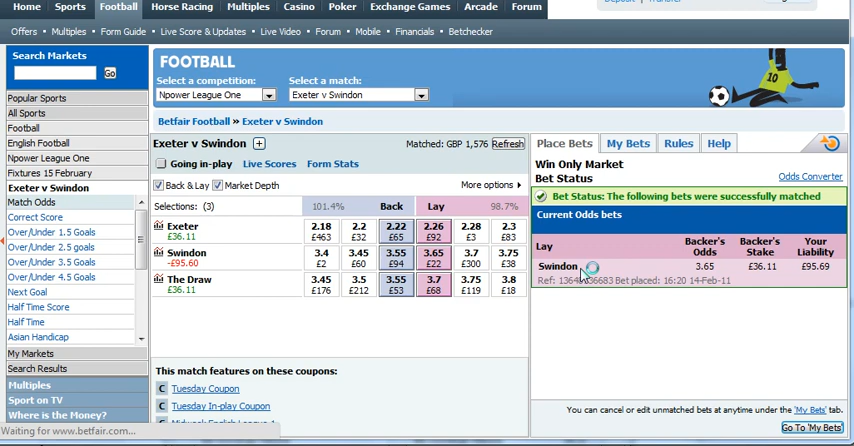 Home Sports Football Horse Racing Multiples Casino Poker Exchange Games Arcade Forum
Offers • Multiples • Form Guide • Live Score & Updates • Live Video • Forum • Mobile • Financials • Betchecker
Search Markets
Go
Popular Sports
All Sports
Football
English Football
Npower League One
Fixtures 15 February
Exeter v Swindon
Match Odds
Correct Score
Over/Under 1.5 Goals
Over/Under 2.5 goals
Over/Under 3.5 Goals
Over/Under 4.5 Goals
Next Goal
Half Time Score
Half Time
Asian Handicap
My Markets
Search Results
Multiples
Sport on TV
Where is the Money?
Waiting for www.betfair.com...
FOOTBALL
Select a competition: Select a match:
Npower League One Exeter v Swindon
10
Betfair Football » Exeter v Swindon
Exeter v Swindon + Matched: GBP 1,576 Refresh
Going in-play Live Scores Form Stats
Back & Lay Market Depth More options
Selections: (3) 101.4% Back Lay 98.7%
Exeter 2.18 2.2 2.22 2.26 2.28 2.3
£36.11 £463 £32 £65 £92 £3 £83
Swindon 3.4 3.45 3.55 3.65 3.7 3.75
-£95.60 £2 £60 £94 £22 £300 £38
The Draw 3.45 3.5 3.55 3.7 3.75 3.8
£36.11 £176 £212 £53 £68 £119 £18
This match features on these coupons:
C Tuesday Coupon
C Tuesday In-play Coupon
C
Place Bets My Bets Rules Help
Win Only Market
Bet Status Odds Converter
Bet Status: The following bets were successfully matched
Current Odds bets
Lay Backer's Odds Backer's Stake Your Liability
Swindon 3.65 £36.11 £95.69
Bet placed: 16:20 14-Feb-11
You can cancel or edit unmatched bets at anytime under the 'My Bets' tab.
Go To 'My Bets'